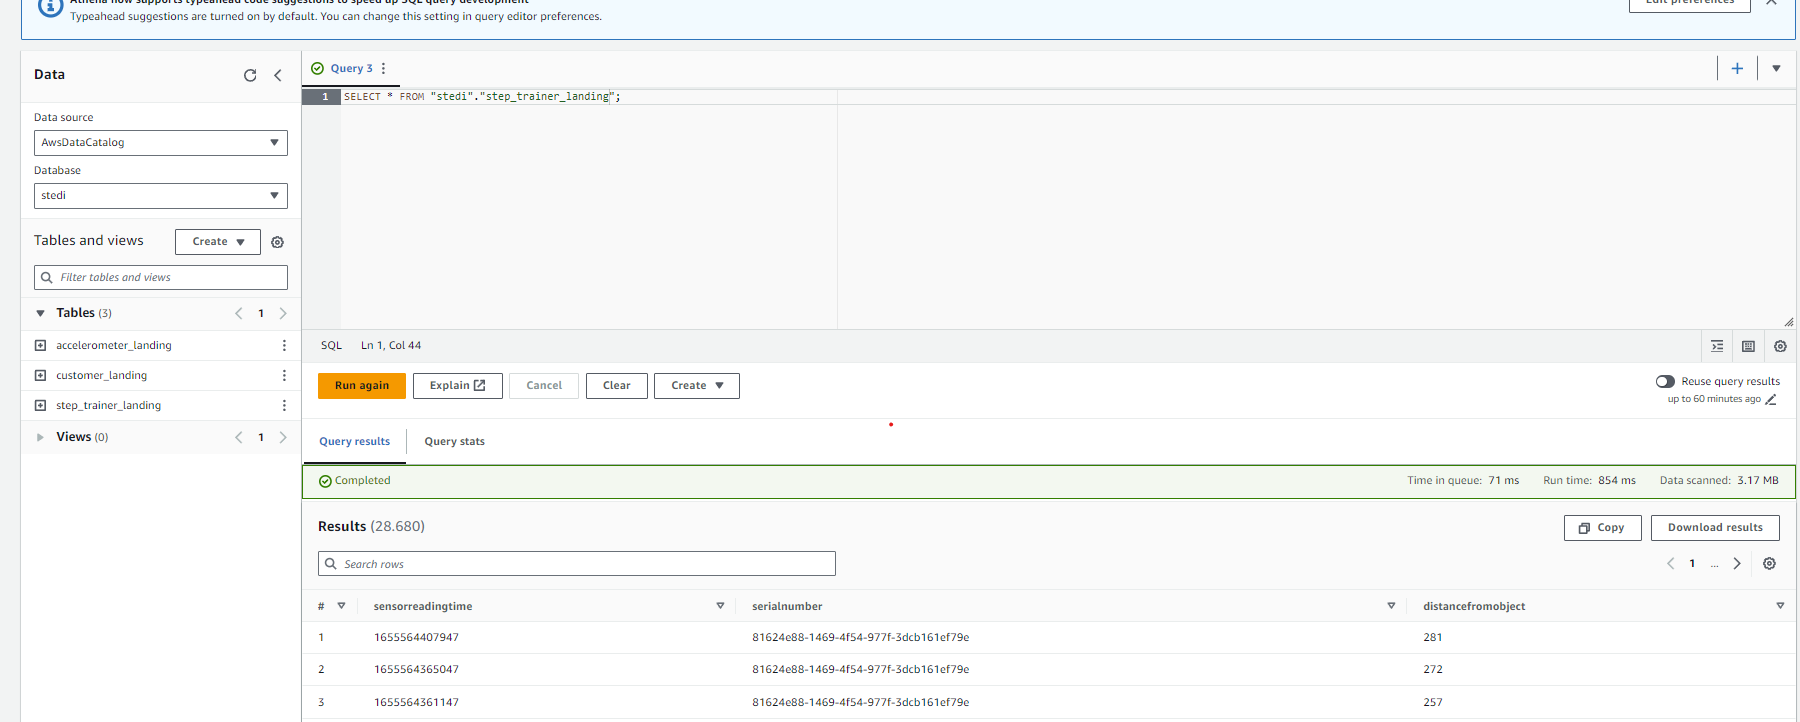 Athena now supports typeahead code suggestions to speed up SQL query development
Typeahead suggestions are turned on by default. You can change this setting in query editor preferences.
Edit preferences
Data
Data source
AwsDataCatalog
Database
stedi
Tables and views
Create
Filter tables and views
Tables (3)
1
accelerometer_landing
customer_landing
step_trainer_landing
Views (0)
1
Query 3
1 SELECT * FROM "stedi"."step_trainer_landing";
SQL Ln 1, Col 44
Run again
Explain
Cancel
Clear
Create
Reuse query results
up to 60 minutes ago
Query results
Query stats
Completed
Time in queue: 71 ms
Run time: 854 ms
Data scanned: 3.17 MB
Results (28.680)
Copy
Download results
Search rows
1 ...
# sensorreadingtime serialnumber distancefromobject
1 1655564407947 81624e88-1469-4f54-977f-3dcb161ef79e 281
2 1655564365047 81624e88-1469-4f54-977f-3dcb161ef79e 272
3 1655564361147 81624e88-1469-4f54-977f-3dcb161ef79e 257